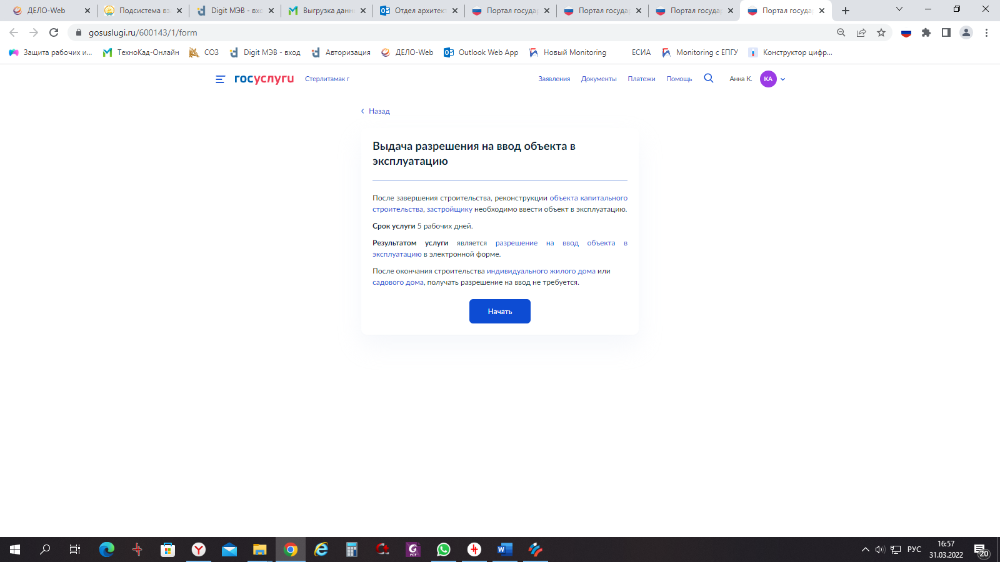 ДЕЛО-Web
Подсистема вз
Digit МЭВ - вхо
Выгрузка данн
Отдел архитект
Портал государ
Портал государ
Портал государ
Портал государ
gosuslugi.ru/600143/1/form
Защита рабочих и...
ТехноКад-Онлайн
СОЗ
Digit МЭВ - вход
Авторизация
ДЕЛО-Web
Outlook Web App
Новый Monitoring
ЕСИА
Monitoring с ЕПГУ
Конструктор цифр...
госуслуги
Стерлитамак г
Заявления
Документы
Платежи
Помощь
Анна К.
КА
Назад
Выдача разрешения на ввод объекта в
эксплуатацию
После завершения строительства, реконструкции объекта капитального
строительства, застройщику необходимо ввести объект в эксплуатацию.
Срок услуги 5 рабочих дней.
Результатом услуги является разрешение на ввод объекта в
эксплуатацию в электронной форме.
После окончания строительства индивидуального жилого дома или
садового дома, получать разрешение на ввод не требуется.
Начать
РУС
16:57
31.03.2022
20